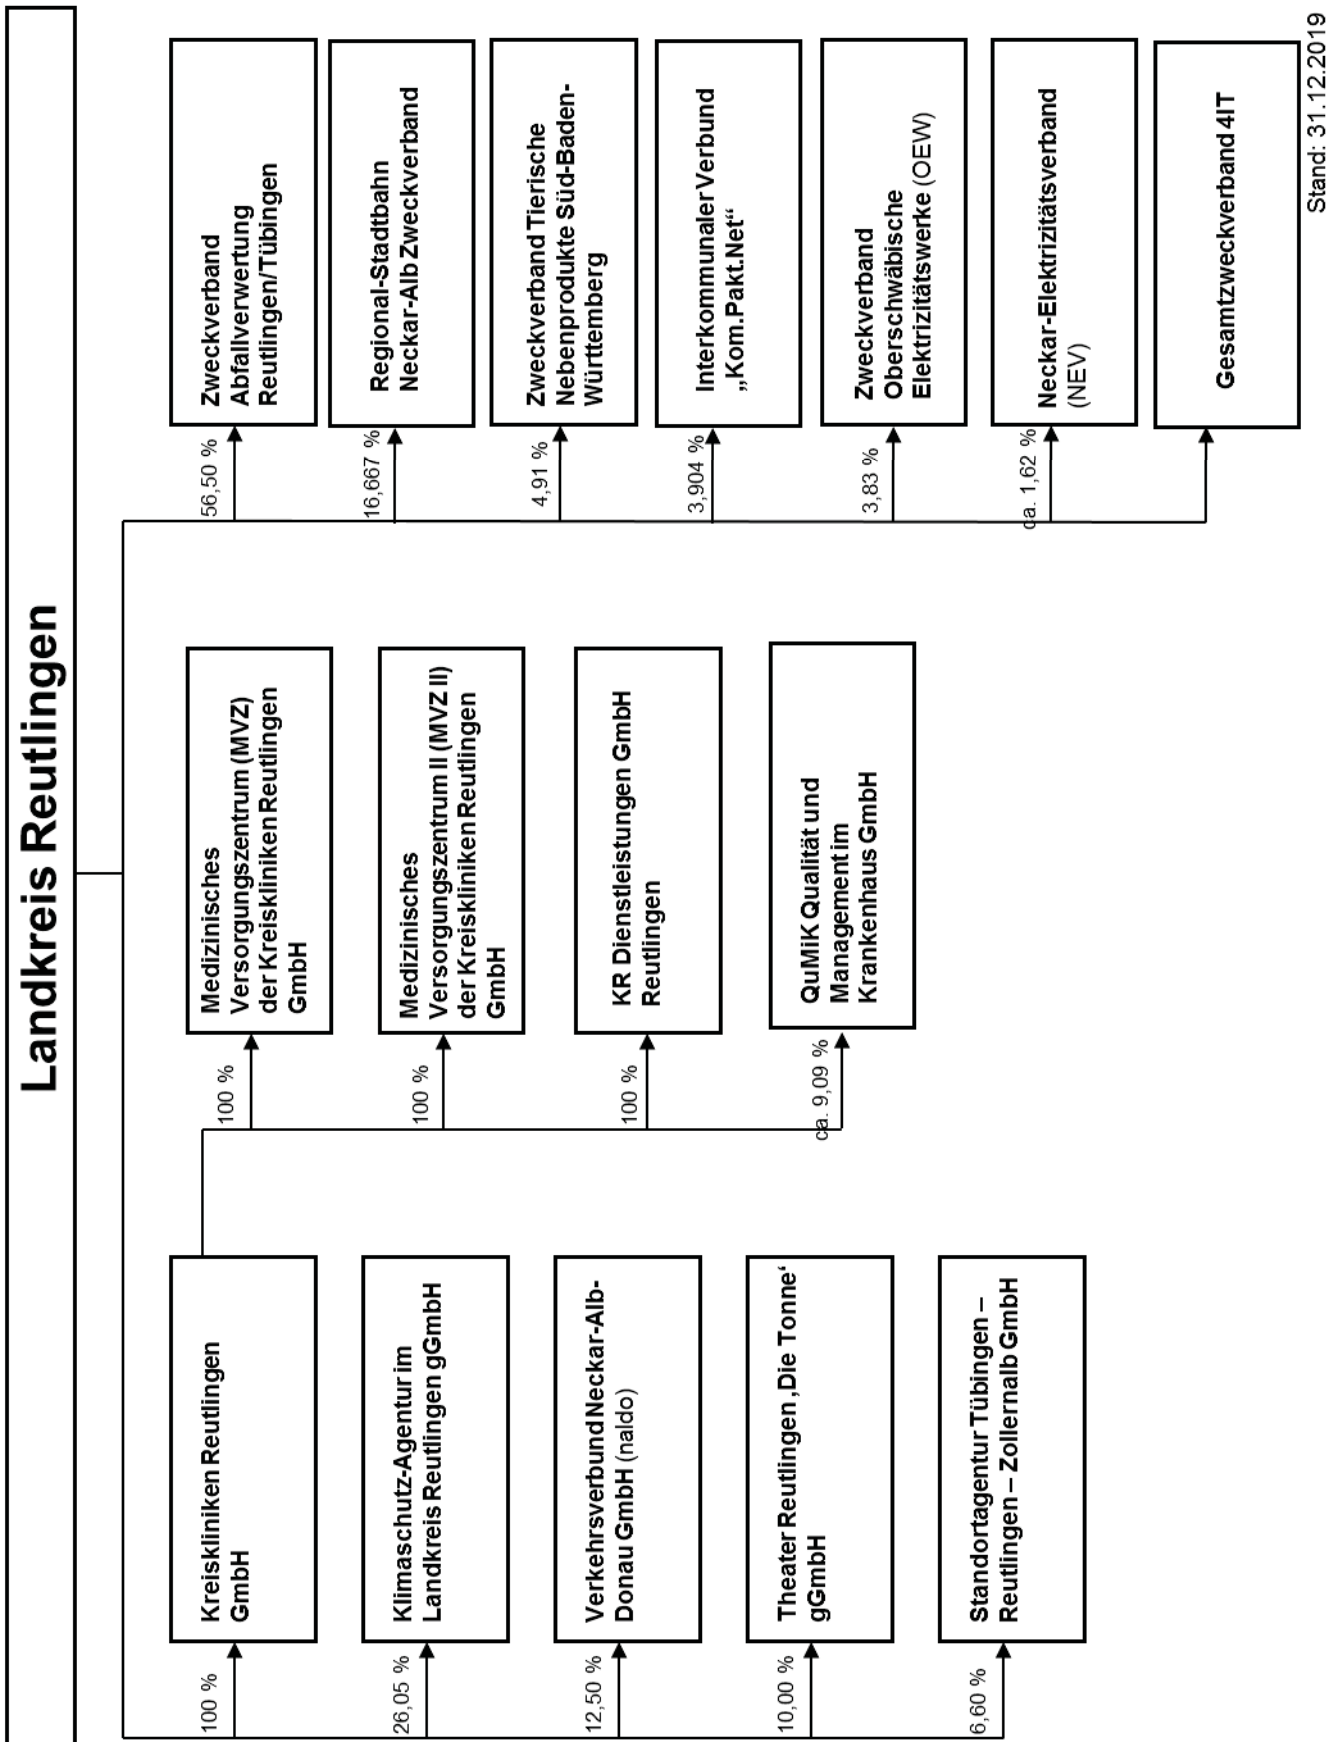 Landkreis Reutlingen
100 %
Kreiskliniken Reutlingen
GmbH
26,05 %
Klimaschutz-Agentur im
Landkreis Reutlingen gGmbH
12,50 %
Verkehrsverbund Neckar-Alb-
Donau GmbH (naldo)
10,00 %
Theater Reutlingen ‚Die Tonne‘
gGmbH
6,60 %
Standortagentur Tübingen –
Reutlingen – Zollernalb GmbH
100 %
Medizinisches
Versorgungszentrum (MVZ)
der Kreiskliniken Reutlingen
GmbH
100 %
Medizinisches
Versorgungszentrum II (MVZ II)
der Kreiskliniken Reutlingen
GmbH
100 %
KR Dienstleistungen GmbH
Reutlingen
ca. 9,09 %
QuMiK Qualität und
Management im
Krankenhaus GmbH
56,50 %
Zweckverband
Abfallverwertung
Reutlingen/Tübingen
16,667 %
Regional-Stadtbahn
Neckar-Alb Zweckverband
4,91 %
Zweckverband Tierische
Nebenprodukte Süd-Baden-
Württemberg
3,904 %
Interkommunaler Verbund
„Kom.Pakt.Net“
3,83 %
Zweckverband
Oberschwäbische
Elektrizitätswerke (OEW)
ca. 1,62 %
Neckar-Elektrizitätsverband
(NEV)
Gesamtzweckverband 4IT
Stand: 31.12.2019